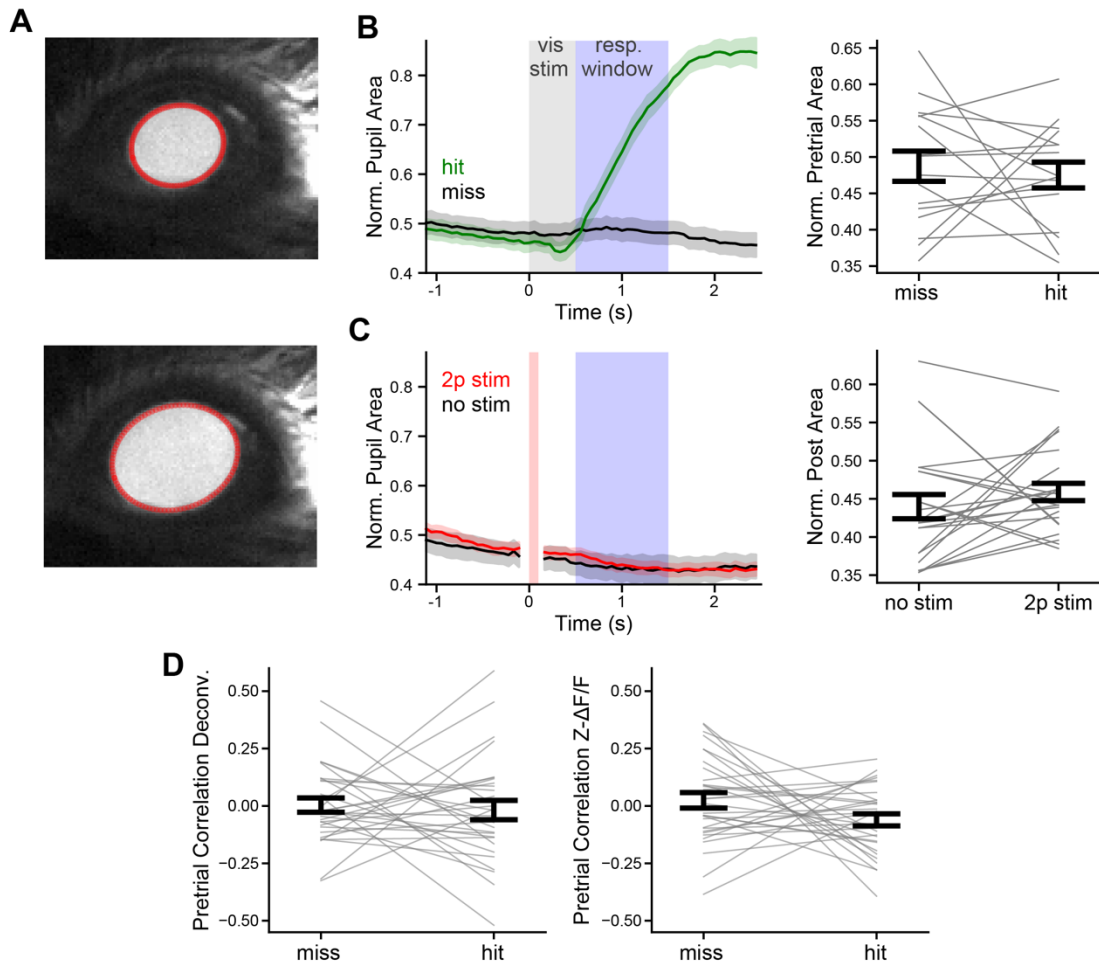 A
B
Norm. Pupil Area
0.8
0.7
0.6
0.5
0.4
vis
stim
resp.
window
hit
miss
-1
0
1
2
Time (s)
Norm. Pretrial Area
0.65
0.60
0.55
0.50
0.45
0.40
0.35
miss
hit
C
Norm. Pupil Area
0.8
0.7
0.6
0.5
0.4
2p stim
no stim
-1
0
1
2
Time (s)
Norm. Post Area
0.60
0.55
0.50
0.45
0.40
0.35
no stim
2p stim
D
Pretrial Correlation Deconv.
0.50
0.25
0.00
−0.25
−0.50
miss
hit
Pretrial Correlation Z-ΔF/F
0.50
0.25
0.00
−0.25
−0.50
miss
hit